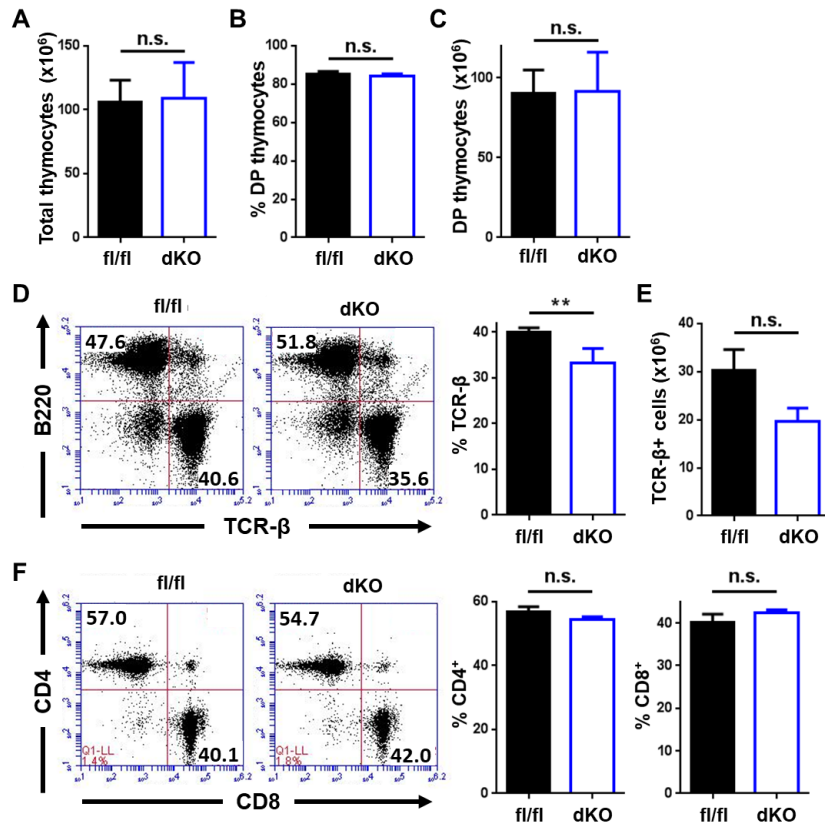 A
Total thymocytes (x10⁶)
150
100
50
0
n.s.
fl/fl
dKO
B
% DP thymocytes
100
80
60
40
20
0
n.s.
fl/fl
dKO
C
DP thymocytes (x10⁶)
100
50
0
n.s.
fl/fl
dKO
D
fl/fl
dKO
B220
47.6
40.6
51.8
35.6
TCR-β
% TCR-β
40
30
20
10
0
**
fl/fl
dKO
E
TCR-β+ cells (x10⁶)
40
30
20
10
0
n.s.
fl/fl
dKO
F
fl/fl
dKO
CD4
57.0
40.1
Q1-LL
1.4%
54.7
42.0
Q1-LL
1.8%
CD8
% CD4⁺
60
40
20
0
n.s.
fl/fl
dKO
% CD8⁺
40
20
0
n.s.
fl/fl
dKO